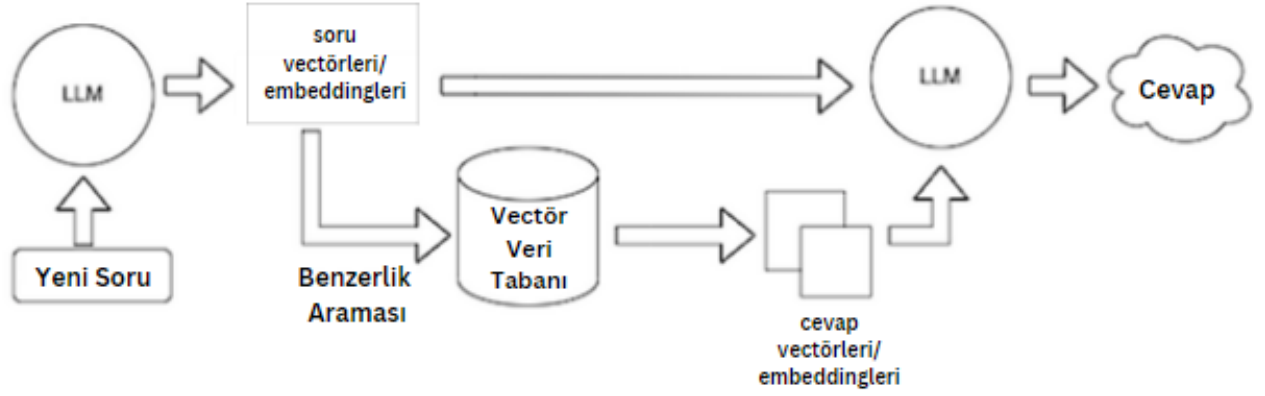 LLM
soru
vectörleri/
embeddingleri
LLM
Cevap
Yeni Soru
Benzerlik
Araması
Vectör
Veri
Tabanı
cevap
vectörleri/
embeddingleri